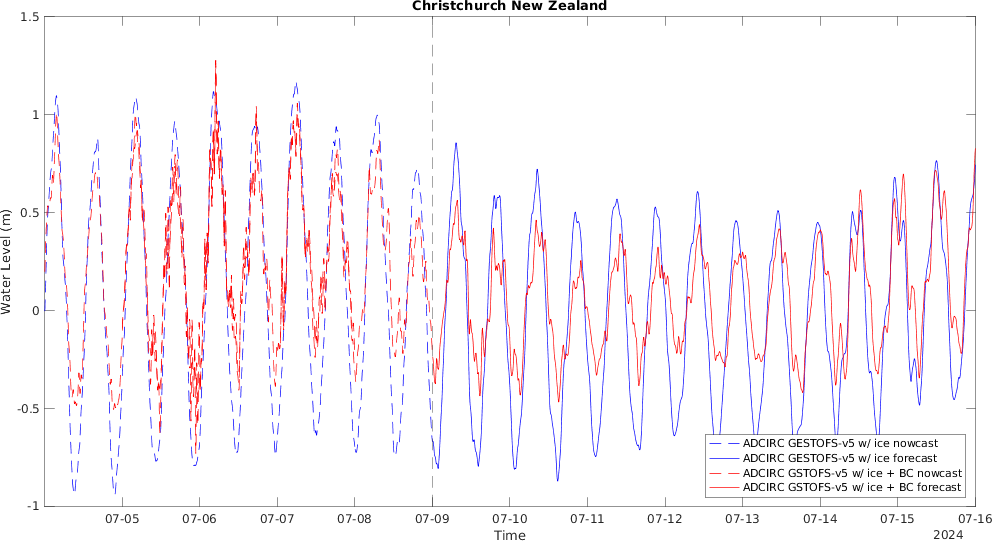 Christchurch New Zealand
1.5
1
0.5
0
-0.5
-1
Water Level (m)
ADCIRC GESTOFS-v5 w/ ice nowcast
ADCIRC GESTOFS-v5 w/ ice forecast
ADCIRC GSTOFS-v5 w/ ice + BC nowcast
ADCIRC GSTOFS-v5 w/ ice + BC forecast
07-05 07-06 07-07 07-08 07-09 07-10 07-11 07-12 07-13 07-14 07-15 07-16
Time
2024